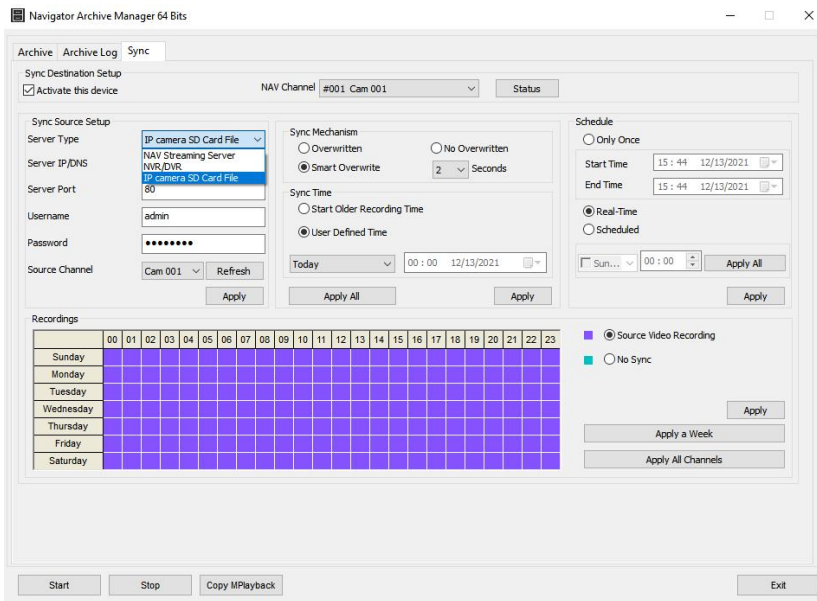 Navigator Archive Manager 64 Bits
Archive Archive Log Sync
Sync Destination Setup
Activate this device
NAV Channel #001 Cam 001
Status
Sync Source Setup
Server Type IP camera SD Card File
NAV Streaming Server
NVR/DVR
IP camera SD Card File
Server IP/DNS
Server Port 80
Username admin
Password ●●●●●●●●
Source Channel Cam 001 Refresh
Apply
Sync Mechanism
Overwritten No Overwritten
Smart Overwrite 2 Seconds
Sync Time
Start Older Recording Time
User Defined Time
Today 00 : 00 12/13/2021
Apply All Apply
Schedule
Only Once
Start Time 15 : 44 12/13/2021
End Time 15 : 44 12/13/2021
Real-Time
Scheduled
Sun... 00 : 00 Apply All
Apply
Recordings
00 01 02 03 04 05 06 07 08 09 10 11 12 13 14 15 16 17 18 19 20 21 22 23
Sunday
Monday
Tuesday
Wednesday
Thursday
Friday
Saturday
Source Video Recording
No Sync
Apply
Apply a Week
Apply All Channels
Start Stop Copy MPlayback Exit